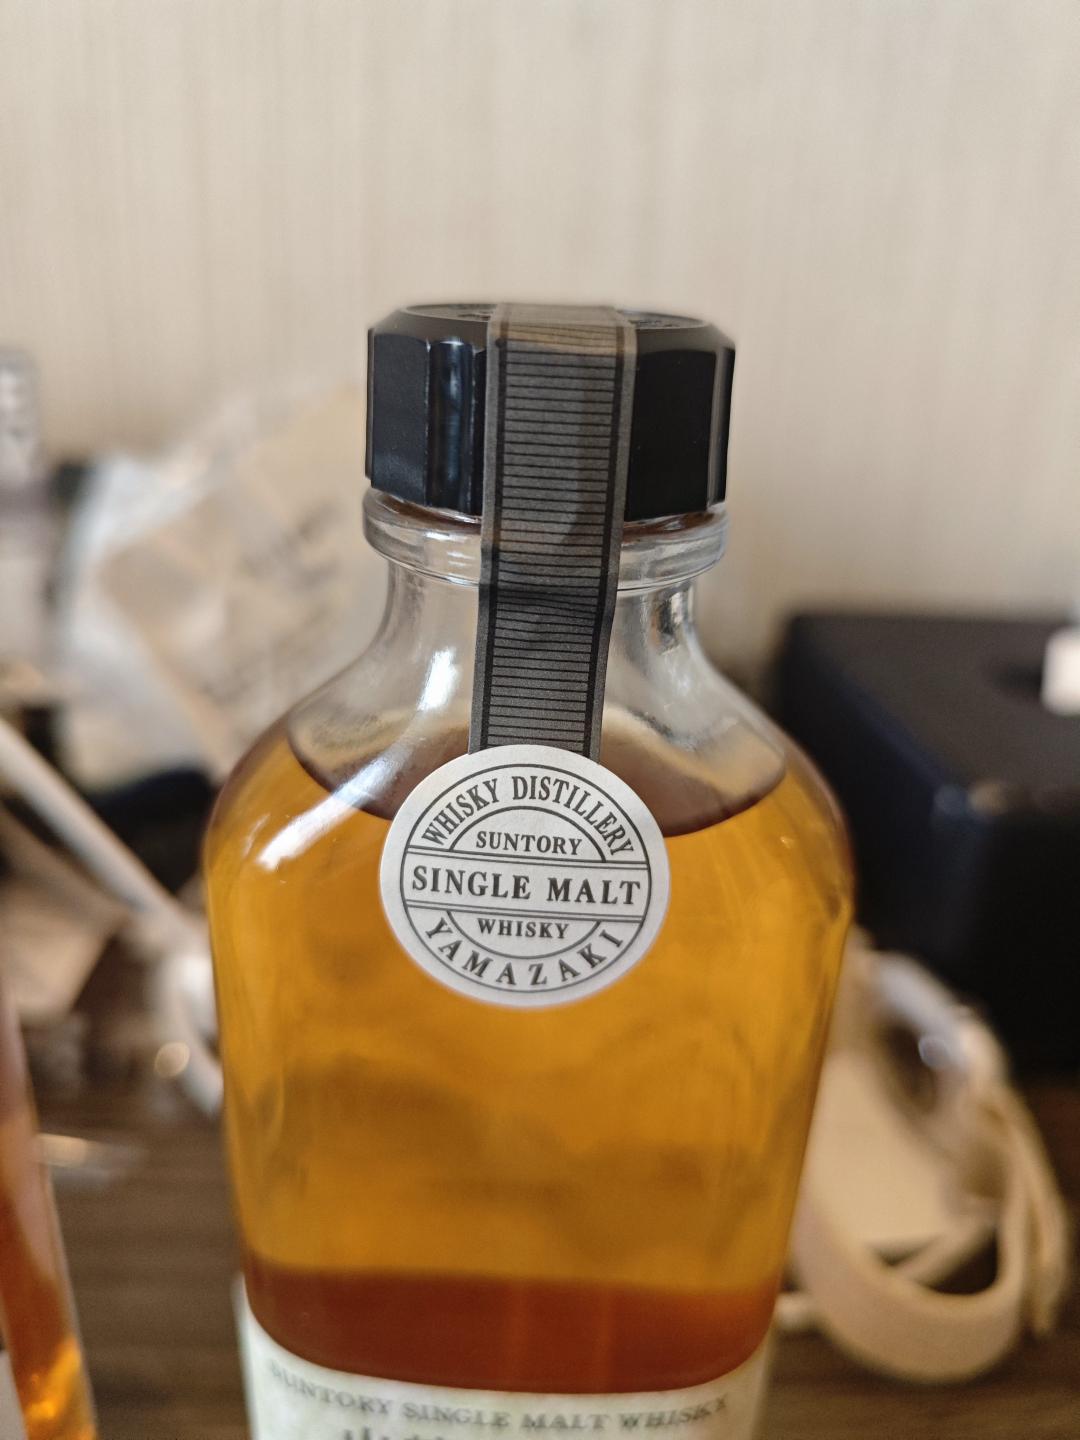 WHISKY DISTILLERY
SUNTORY
SINGLE MALT
WHISKY
YAMAZAKI
SUNTORY SINGLE MALT WHISKY